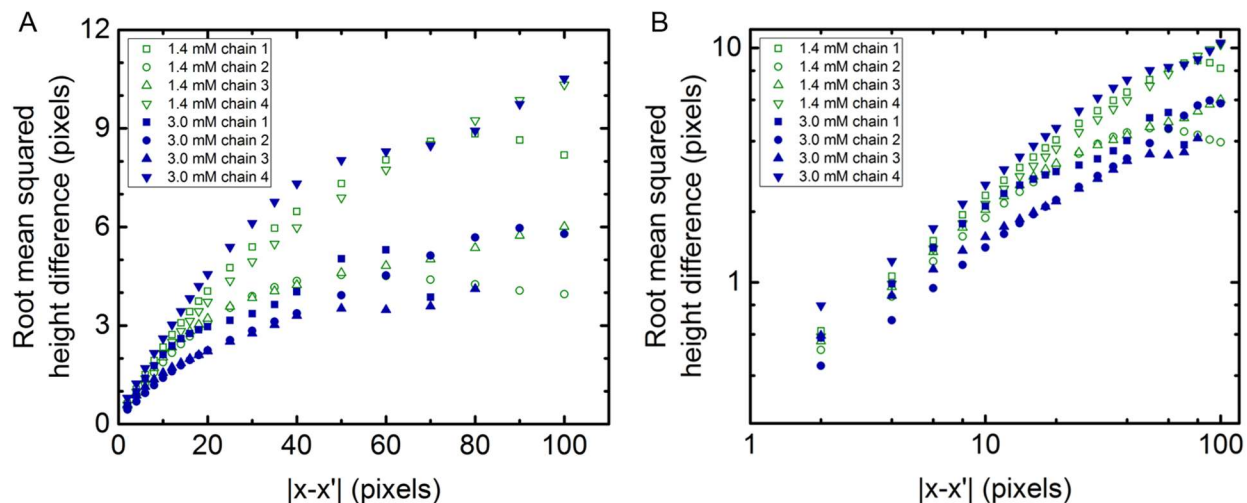 A
Root mean squared
height difference (pixels)
12
9
6
3
0
1.4 mM chain 1
1.4 mM chain 2
1.4 mM chain 3
1.4 mM chain 4
3.0 mM chain 1
3.0 mM chain 2
3.0 mM chain 3
3.0 mM chain 4
0 20 40 60 80 100
|x-x'| (pixels)
B
Root mean squared
height difference (pixels)
10
1
1.4 mM chain 1
1.4 mM chain 2
1.4 mM chain 3
1.4 mM chain 4
3.0 mM chain 1
3.0 mM chain 2
3.0 mM chain 3
3.0 mM chain 4
1 10 100
|x-x'| (pixels)